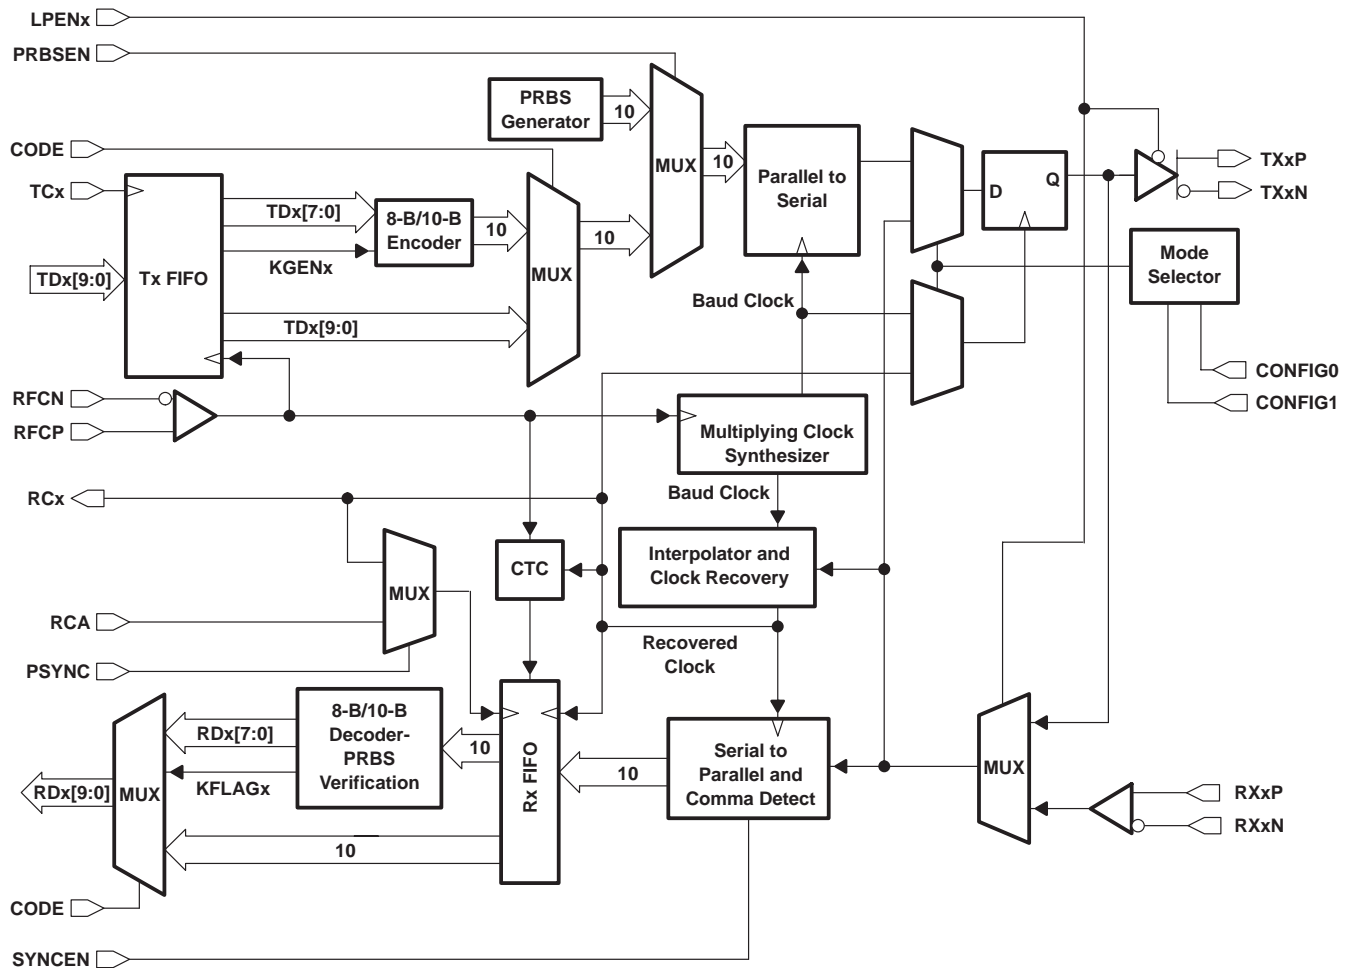 LPENx
PRBSEN
PRBS
Generator
10
MUX
10
Parallel to
Serial
D
Q
TXxP
TXxN
CODE
TCx
TDx[7:0]
8-B/10-B
Encoder
10
KGENx
TDx[9:0]
Tx FIFO
MUX
10
TDx[9:0]
Baud Clock
Mode
Selector
CONFIG0
CONFIG1
RFCN
RFCP
Multiplying Clock
Synthesizer
RCx
Baud Clock
Interpolator and
Clock Recovery
CTC
MUX
RCA
PSYNC
Recovered
Clock
8-B/10-B
Decoder-
PRBS
Verification
RDx[7:0]
10
Rx FIFO
10
Serial to
Parallel and
Comma Detect
MUX
RXxP
RXxN
RDx[9:0]
MUX
KFLAGx
10
CODE
SYNCEN